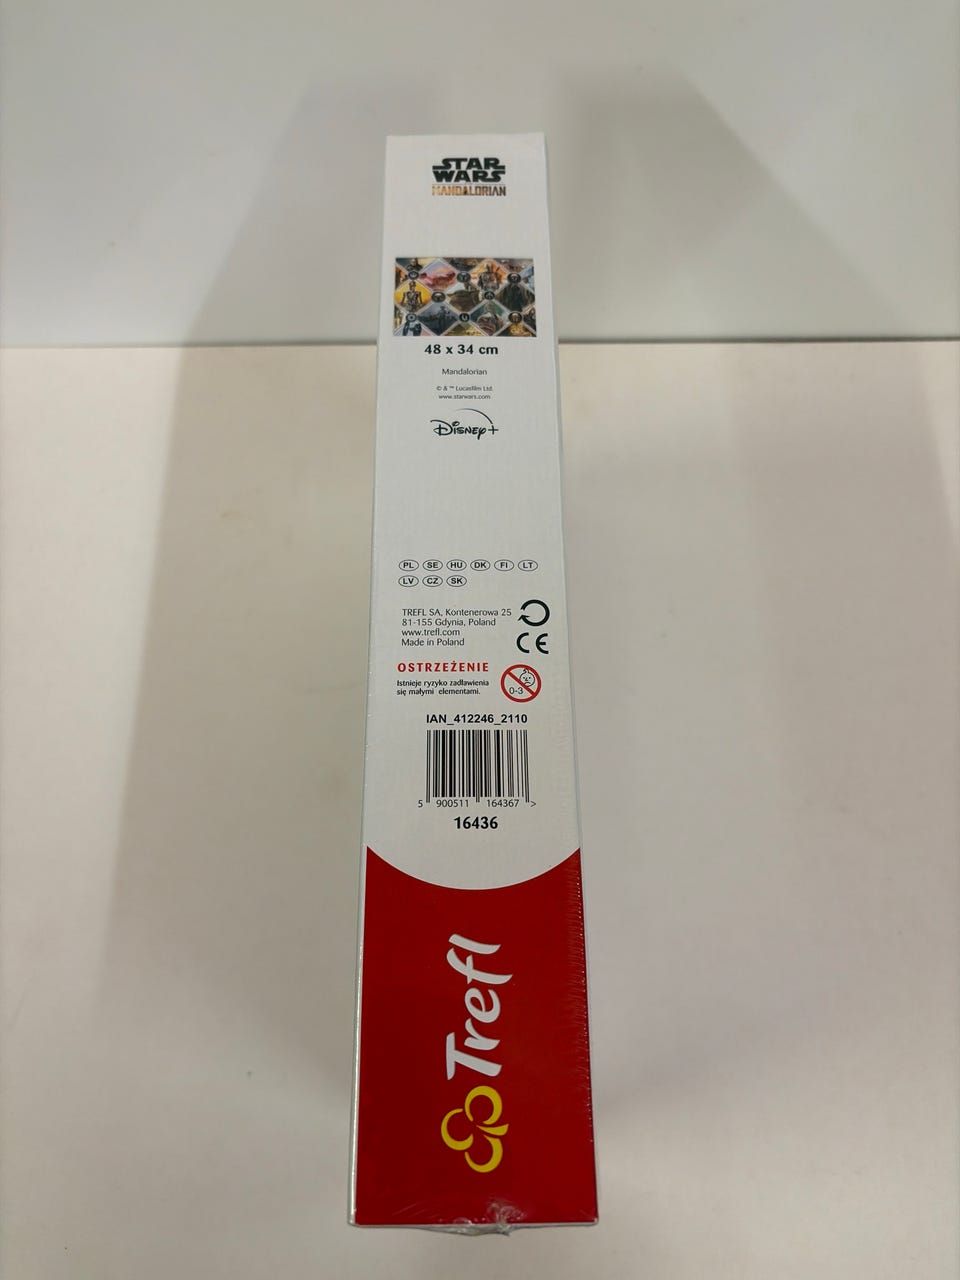 STAR
WARS
MANDALORIAN
48 x 34 cm
Mandalorian
© & ™ Lucasfilm Ltd.
www.starwars.com
Disney+
PL SE HU DK FI LT
LV CZ SK
TREFL SA, Kontenerowa 25
81-155 Gdynia, Poland
www.trefl.com
Made in Poland
CE
OSTRZEŻENIE
Istnieje ryzyko zadławienia
się małymi elementami.
0-3
IAN_412246_2110
5 900511 164367 >
16436
Trefl